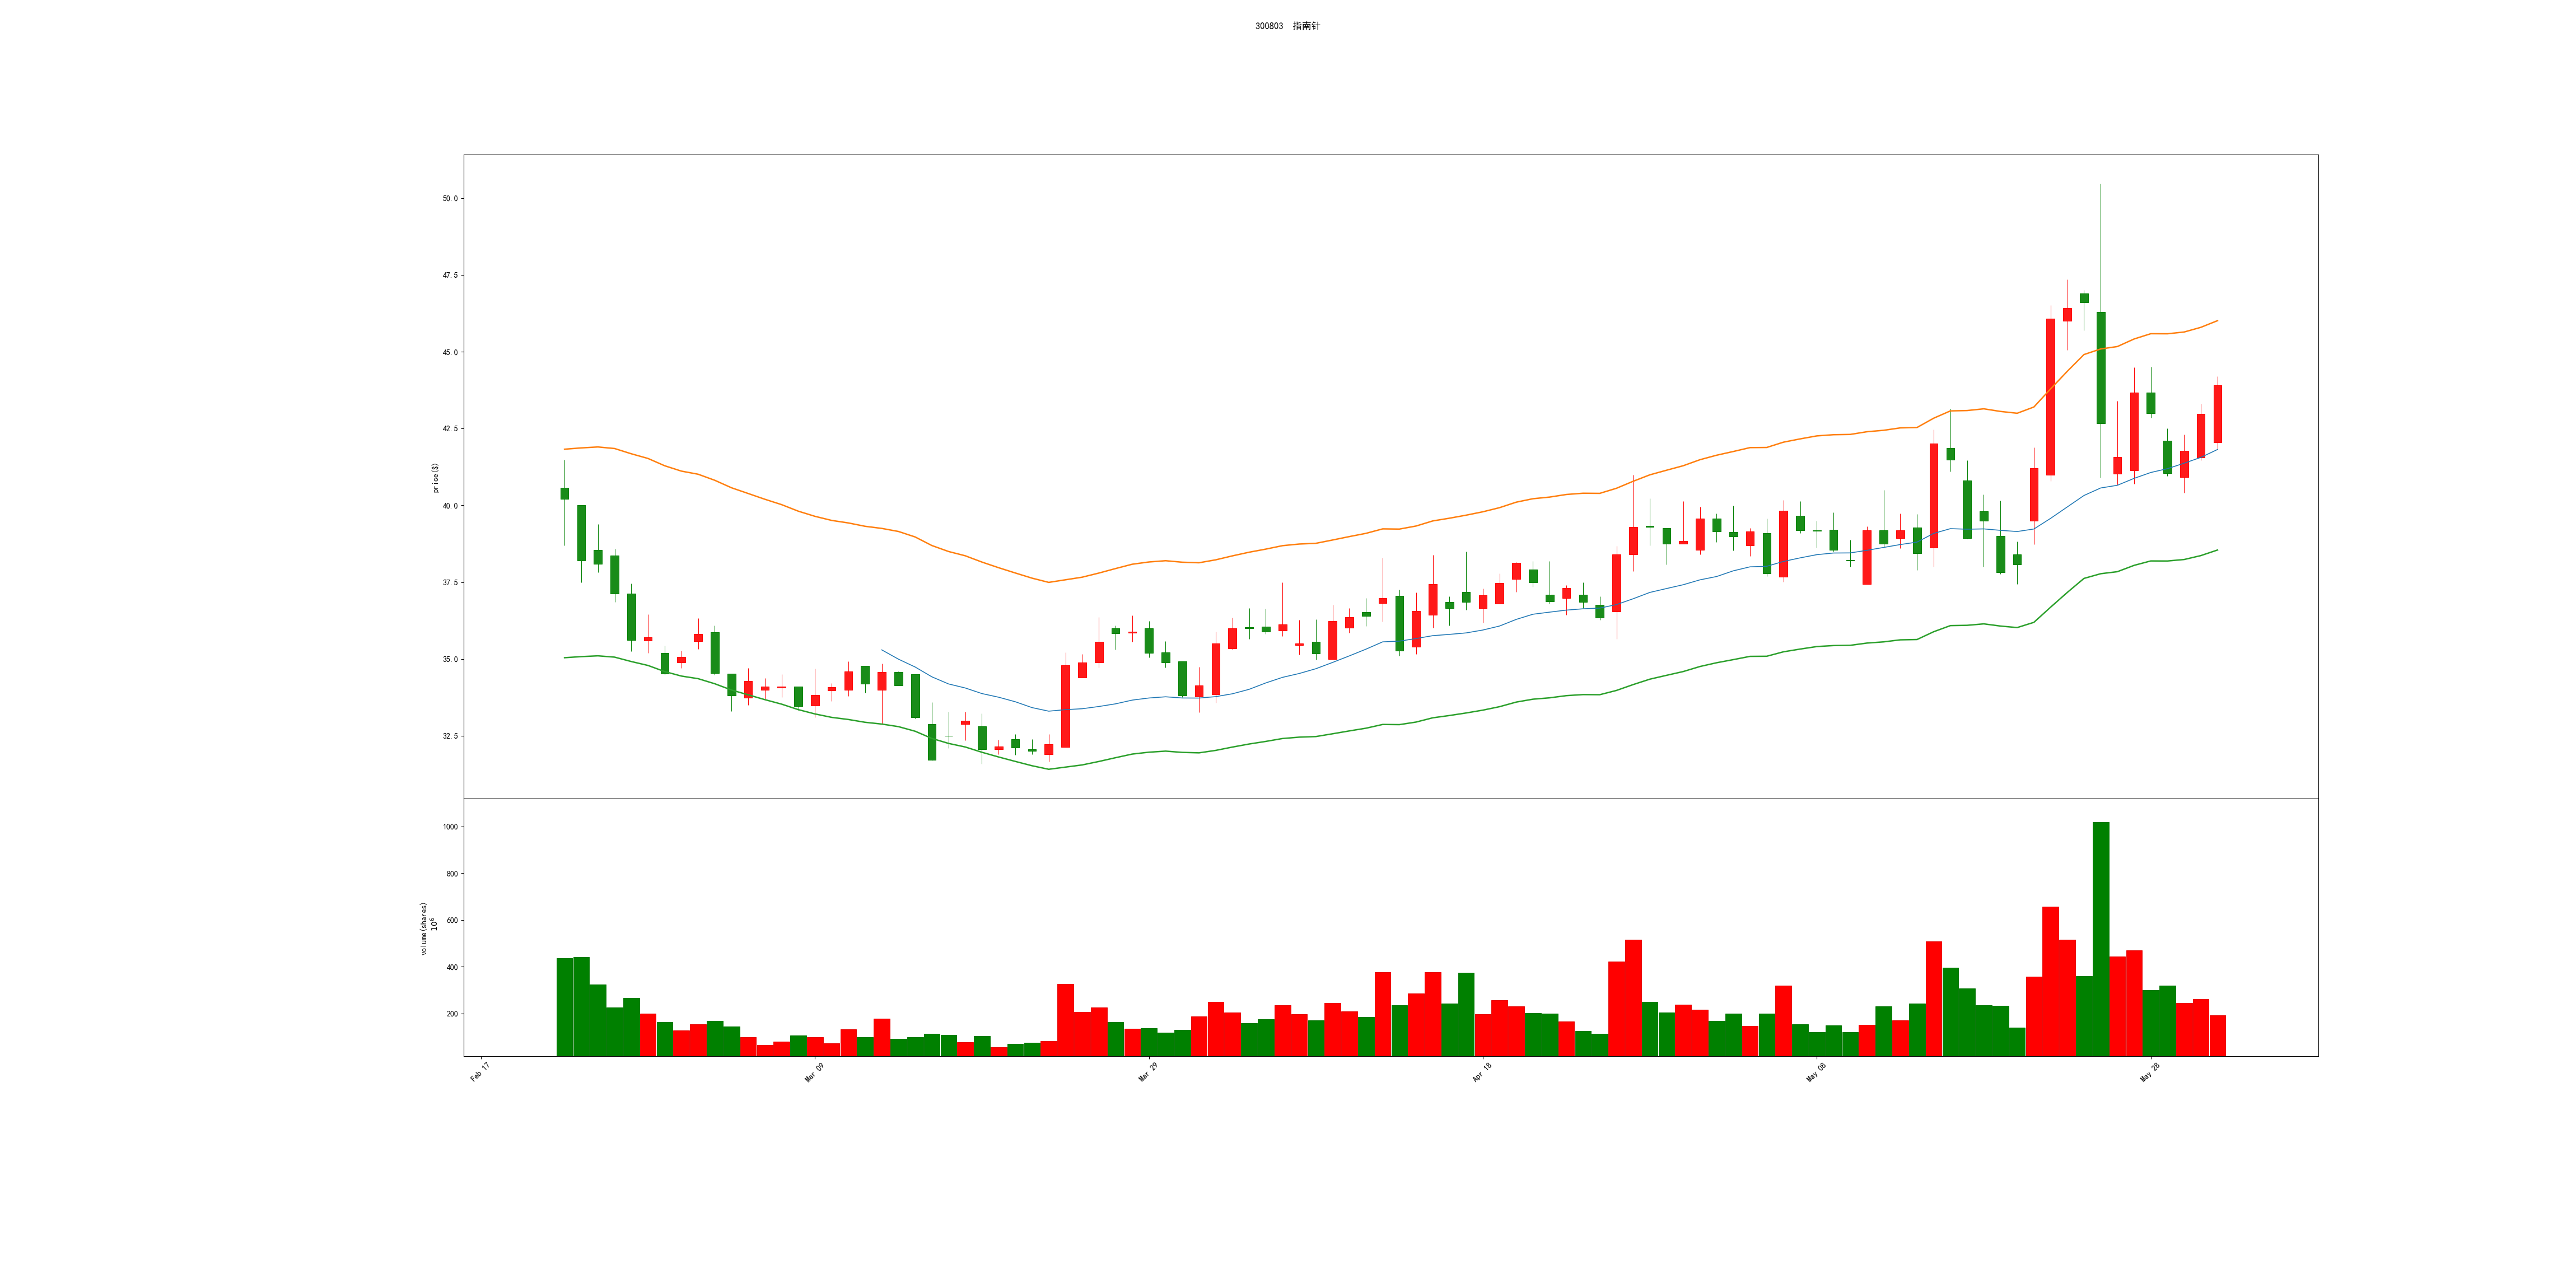 300803 指南针
price($)
50.0
47.5
45.0
42.5
40.0
37.5
35.0
32.5
volume(shares)
10⁶
1000
800
600
400
200
Feb 17
Mar 09
Mar 29
Apr 18
May 08
May 28